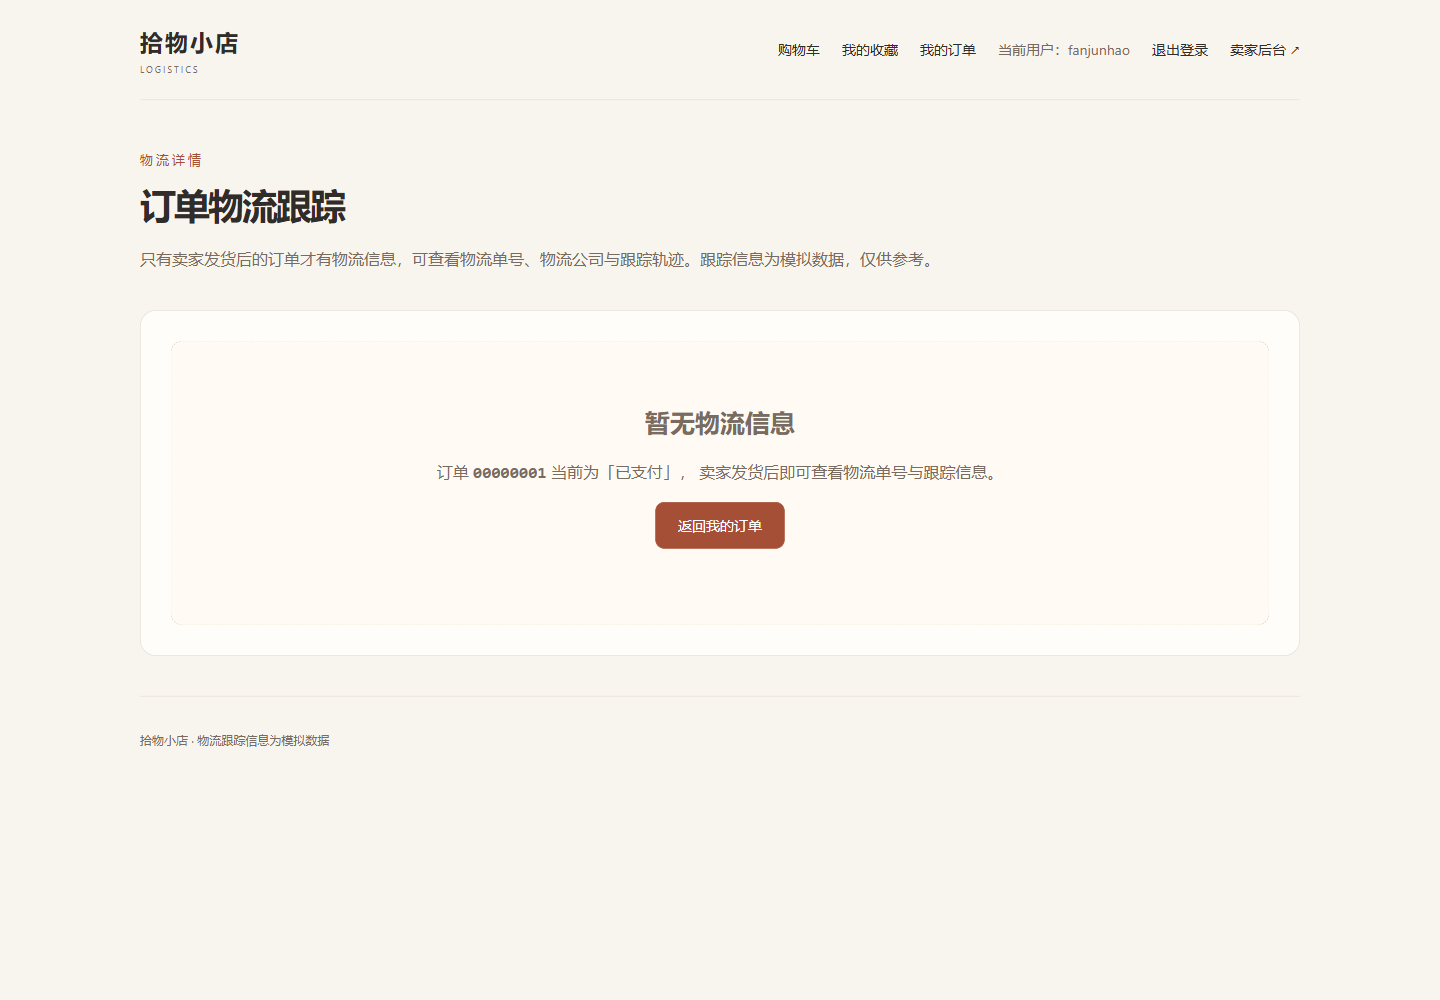 拾物小店
LOGISTICS
购物车 我的收藏 我的订单 当前用户：fanjunhao 退出登录 卖家后台 ↗
物流详情
订单物流跟踪
只有卖家发货后的订单才有物流信息，可查看物流单号、物流公司与跟踪轨迹。跟踪信息为模拟数据，仅供参考。
暂无物流信息
订单 00000001 当前为「已支付」， 卖家发货后即可查看物流单号与跟踪信息。
返回我的订单
拾物小店 · 物流跟踪信息为模拟数据